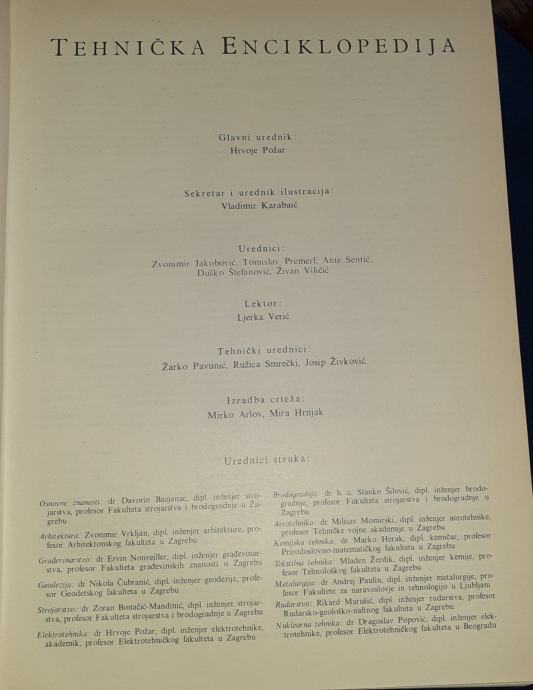 TEHNIČKA ENCIKLOPEDIJA
Glavni urednik:
Hrvoje Požar
Sekretar i urednik ilustracija:
Vladimir Karabaić
Urednici:
Zvonimir Jakobović, Tomislav Premerl, Ante Sentić,
Duško Štefanović, Živan Viličić
Lektor:
Ljerka Verić
Tehnički urednici:
Žarko Pavunić, Ružica Smrečki, Josip Živković
Izradba crteža:
Mirko Arlov, Mira Hrnjak
Urednici struka:
Osnovne znanosti: dr Davorin Bazjanac, dipl. inženjer stro-
jarstva, profesor Fakulteta strojarstva i brodogradnje u Za-
grebu
Arhitektura: Zvonimir Vrkljan, dipl. inženjer arhitekture, pro-
fesor Arhitektonskog fakulteta u Zagrebu
Građevinarstvo: dr Ervin Nonveiller, dipl. inženjer građevinar-
stva, profesor Fakulteta građevinskih znanosti u Zagrebu
Geodezija: dr Nikola Čubranić, dipl. inženjer geodezije, profe-
sor Geodetskog fakulteta u Zagrebu
Strojarstvo: dr Zoran Bonačić-Mandinić, dipl. inženjer strojar-
stva, profesor Fakulteta strojarstva i brodogradnje u Zagrebu
Elektrotehnika: dr Hrvoje Požar, dipl. inženjer elektrotehnike,
akademik, profesor Elektrotehničkog fakulteta u Zagrebu
Brodogradnja: dr h. c. Stanko Šilović, dipl. inženjer brodo-
gradnje, profesor Fakulteta strojarstva i brodogradnje u
Zagrebu
Aerotehnika: dr Milisav Momirski, dipl. inženjer aerotehnike,
profesor Tehničke vojne akademije u Zagrebu
Kemijska tehnika: dr Marko Herak, dipl. kemičar, profesor
Prirodoslovno-matematičkog fakulteta u Zagrebu
Tekstilna tehnika: Mladen Žerdik, dipl. inženjer kemije, pro-
fesor Tehnološkog fakulteta u Zagrebu
Metalurgija: dr Andrej Paulin, dipl. inženjer metalurgije, pro-
fesor Fakultete za naravoslovje in tehnologijo u Ljubljani
Rudarstvo: Rikard Marušić, dipl. inženjer rudarstva, profesor
Rudarsko-geološko-naftnog fakulteta u Zagrebu
Nuklearna tehnika: dr Dragoslav Popović, dipl. inženjer elek-
trotehnike, profesor Elektrotehničkog fakulteta u Beogradu